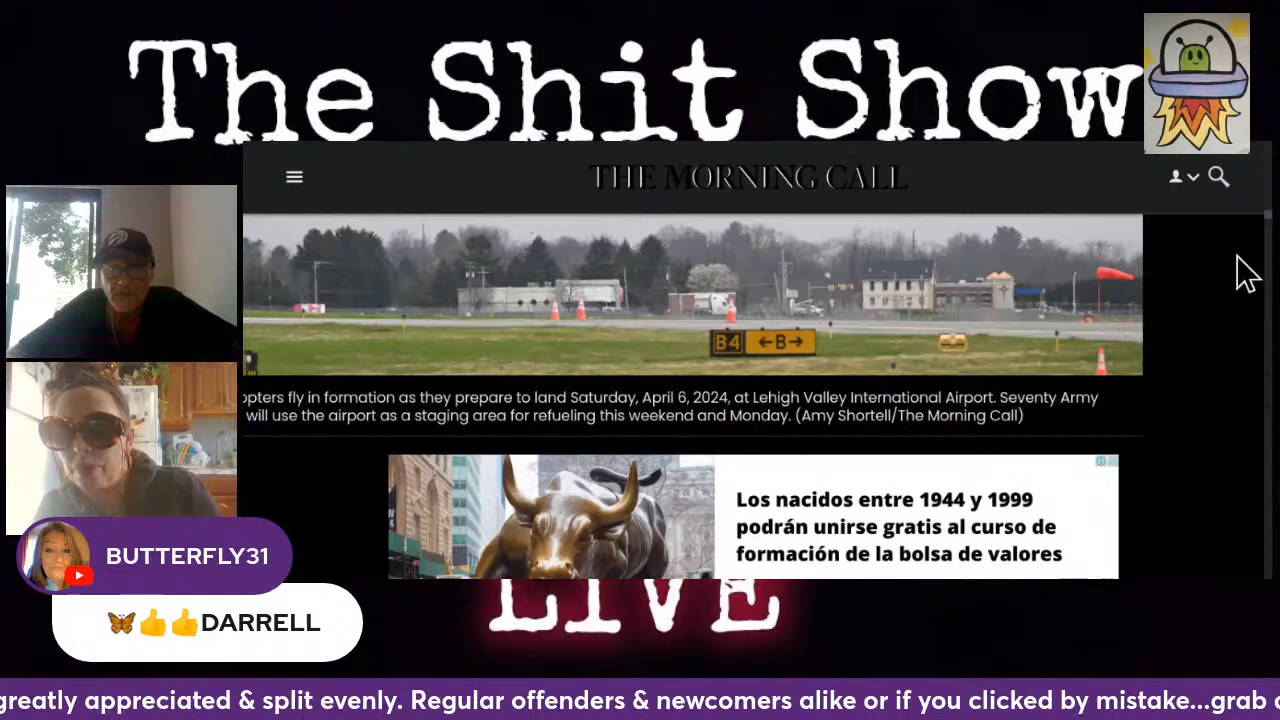 The Shit Show
THE MORNING CALL
B4 ←B→
opters fly in formation as they prepare to land Saturday, April 6, 2024, at Lehigh Valley International Airport. Seventy Army
will use the airport as a staging area for refueling this weekend and Monday. (Amy Shortell/The Morning Call)
Los nacidos entre 1944 y 1999
podrán unirse gratis al curso de
formación de la bolsa de valores
BUTTERFLY31
🦋👍👍DARRELL
LIVE
greatly appreciated & split evenly. Regular offenders & newcomers alike or if you clicked by mistake...grab